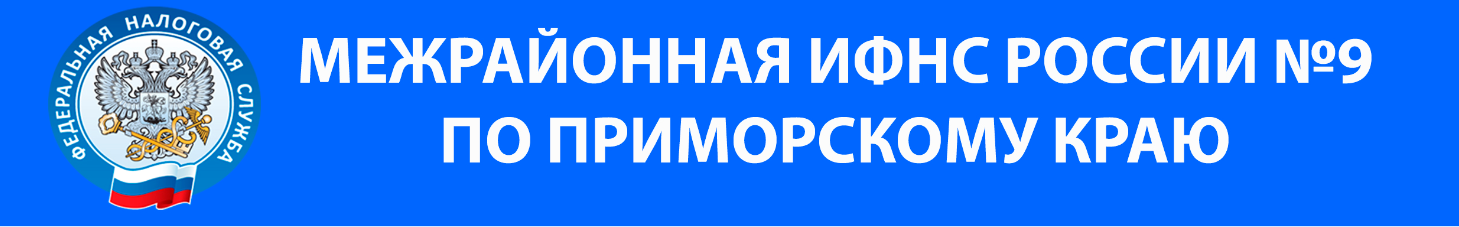 ФЕДЕРАЛЬНАЯ НАЛОГОВАЯ СЛУЖБА
МЕЖРАЙОННАЯ ИФНС РОССИИ №9
ПО ПРИМОРСКОМУ КРАЮ